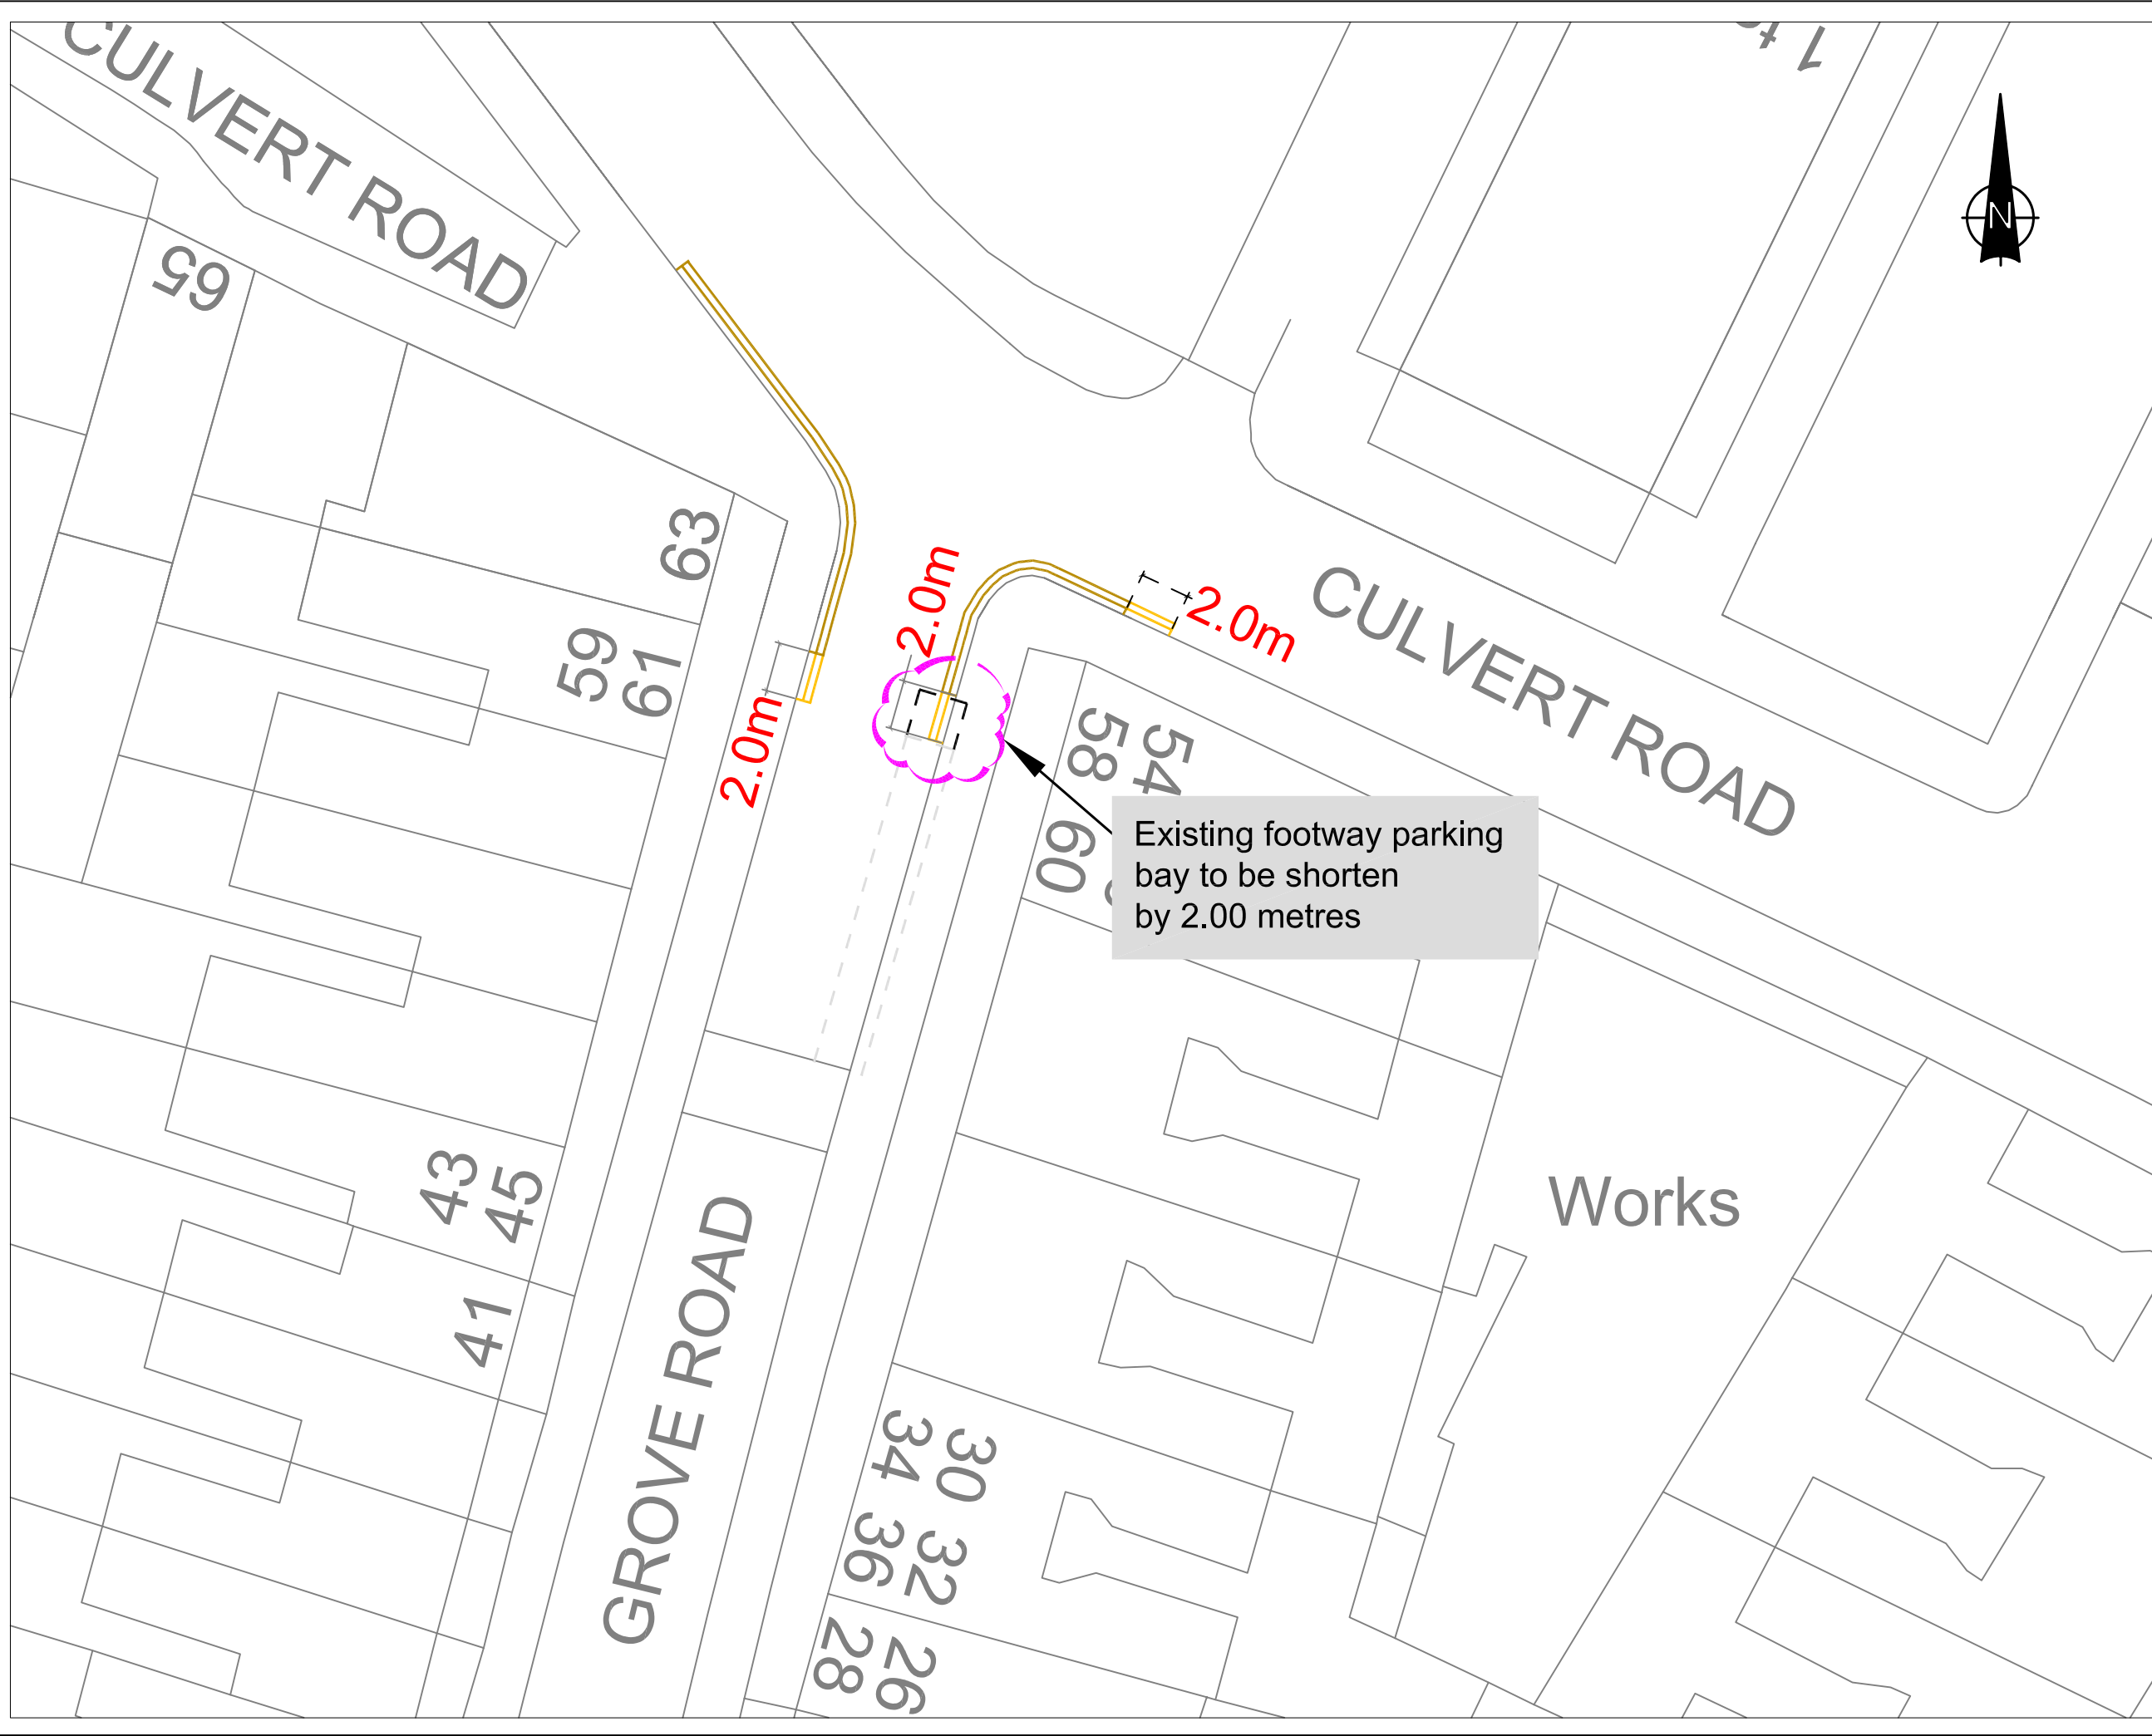 CULVERT ROAD
N
65
63
59
61
2.0m
2.0m
2.0m
CULVERT ROAD
54
58
60
Existing footway parking
bay to be shorten
by 2.00 metres
Works
43
45
41
GROVE ROAD
34
30
36
32
28
26